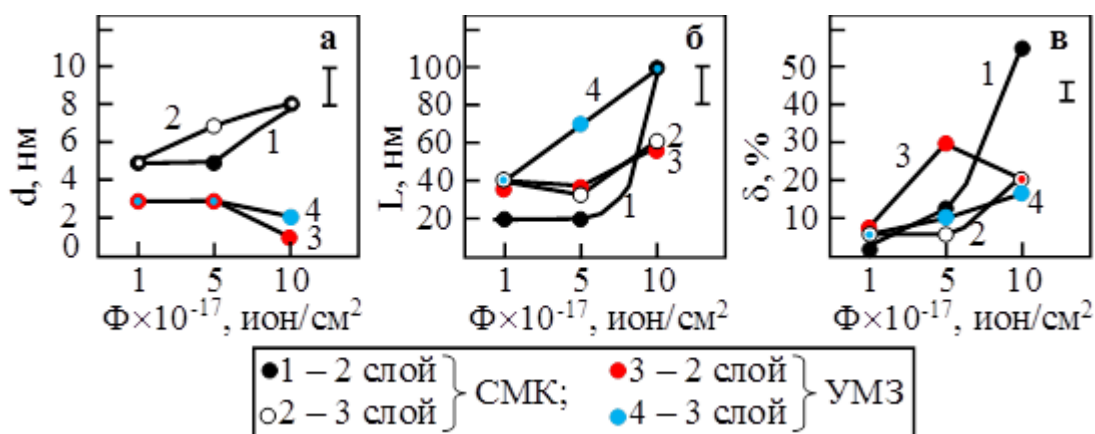 а
d, нм
10
8
6
4
2
0
2
1
4
3
1 5 10
Φ×10⁻¹⁷, ион/см²
б
L, нм
100
80
60
40
20
4
2
3
1
1 5 10
Φ×10⁻¹⁷, ион/см²
в
δ, %
50
40
30
20
10
1
3
4
2
1 5 10
Φ×10⁻¹⁷, ион/см²
1 – 2 слой
2 – 3 слой
СМК;
3 – 2 слой
4 – 3 слой
УМЗ